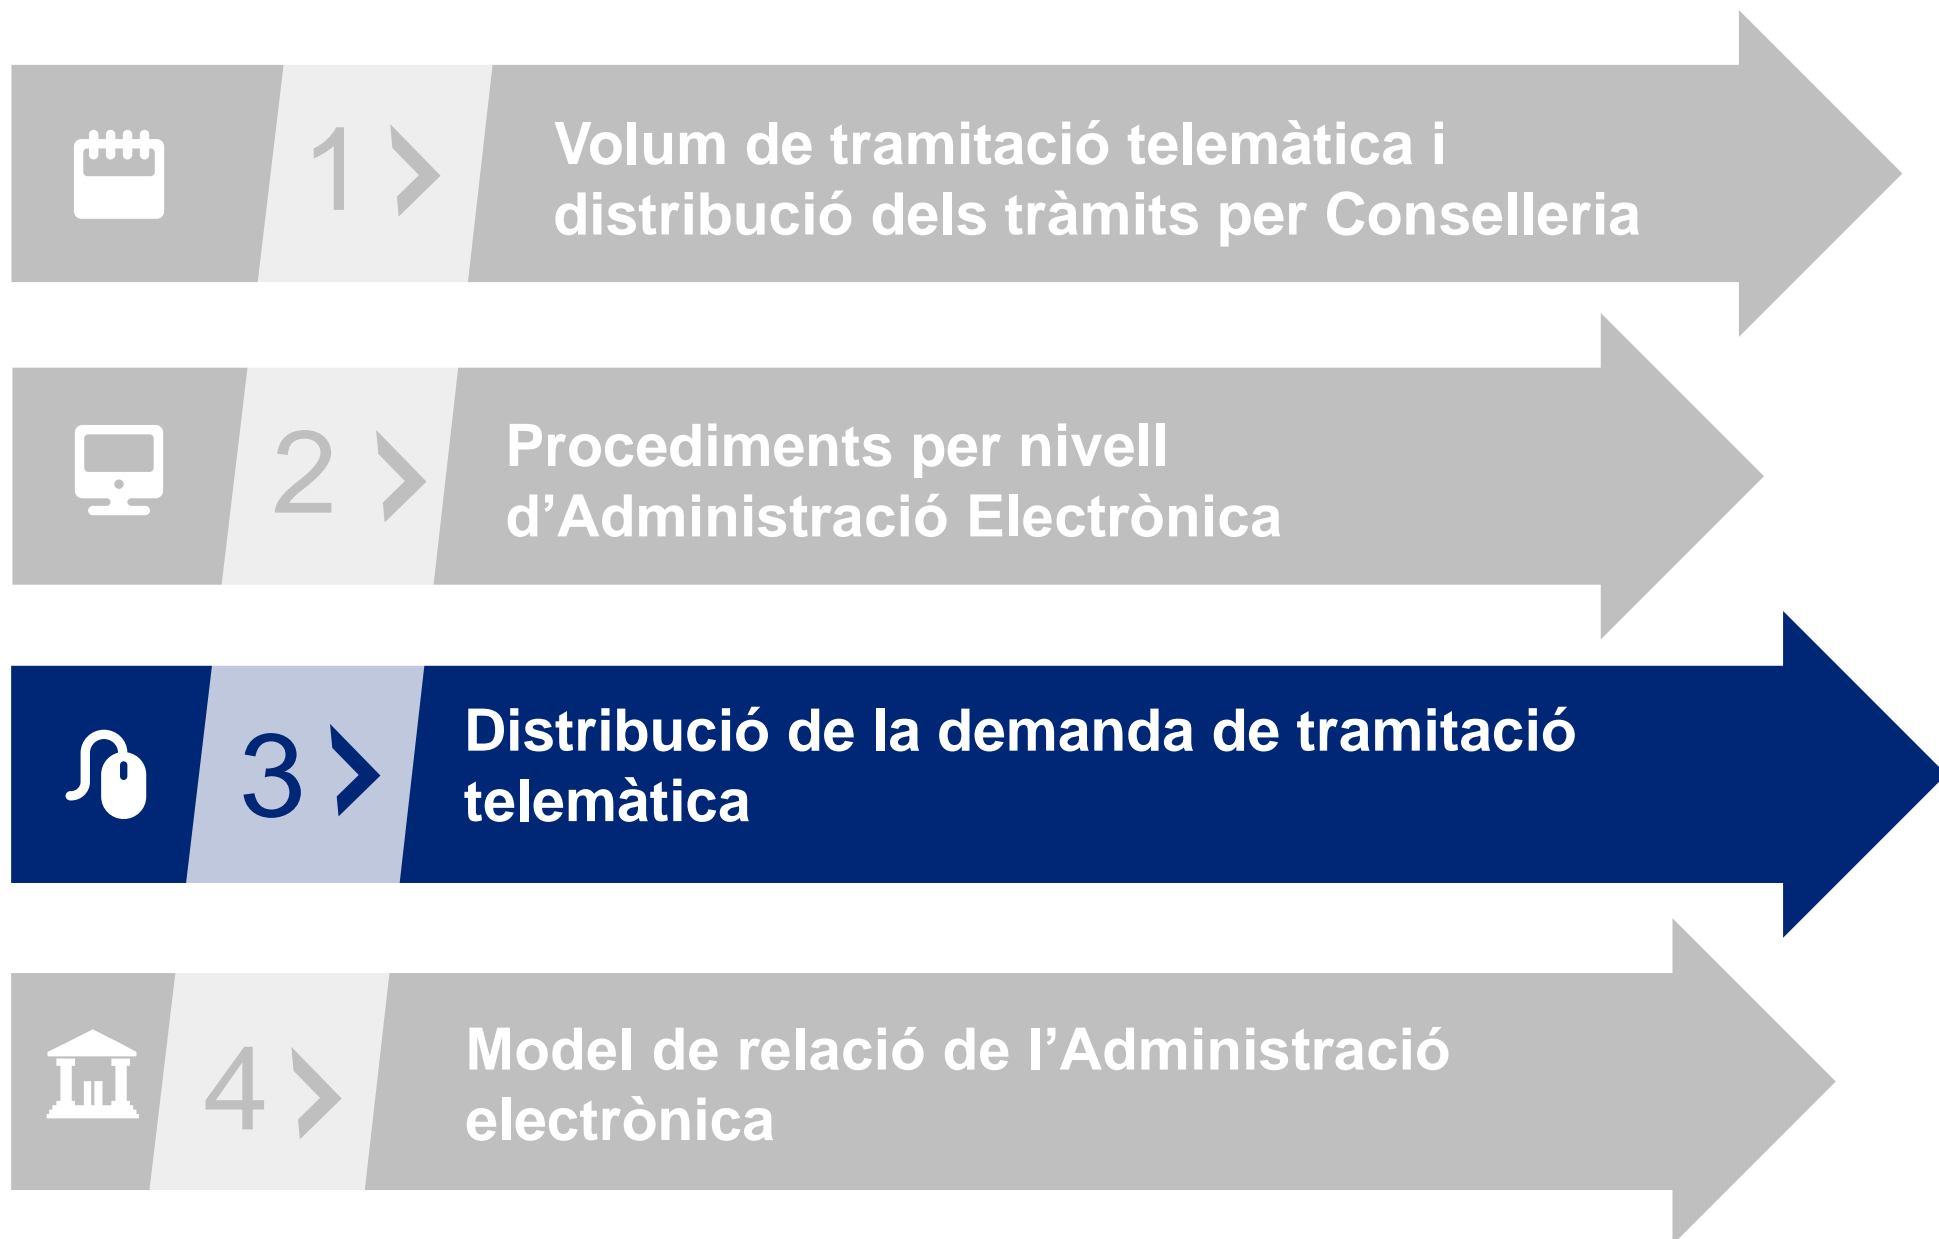 1
Volum de tramitació telemàtica i
distribució dels tràmits per Conselleria
2
Procediments per nivell
d’Administració Electrònica
3
Distribució de la demanda de tramitació
telemàtica
4
Model de relació de l’Administració
electrònica